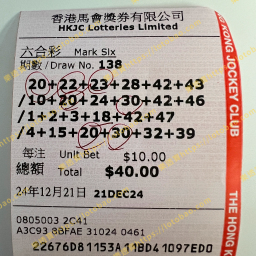 香港馬會獎券有限公司
HKJC Lotteries Limited
六合彩 Mark Six
期數/Draw No. 138
20+22+23+28+42+43
/10+20+24+30+42+46
/1+2+3+18+42+47
/4+15+20+30+32+39
每注 Unit Bet $10.00
總額 Total $40.00
24年12月21日 21DEC24
0805003 2C41
A3C93 8BFAE 31024 0461
22676D81153A11BD41097ED0
KONG JOCKEY CLUB
THE HONG KO